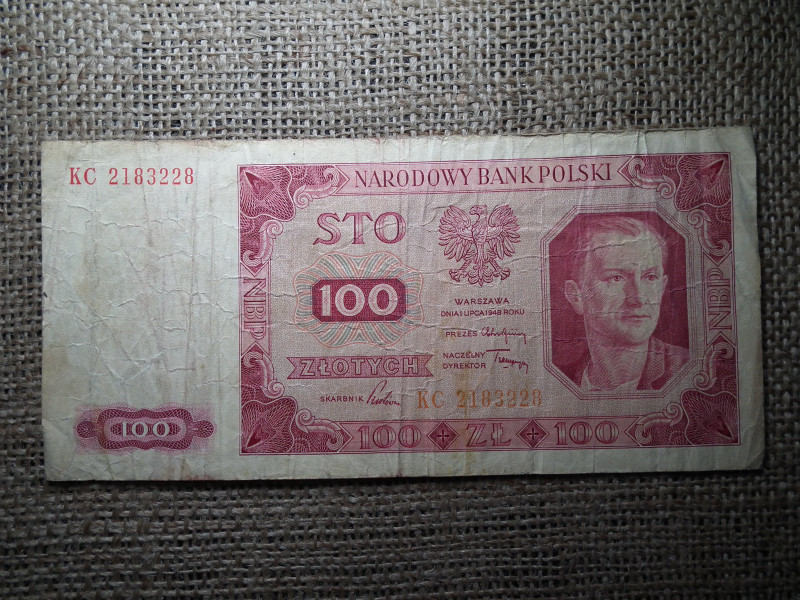 KC 2183228
NARODOWY BANK POLSKI
STO
100
ZŁOTYCH
WARSZAWA
DNIA 1 LIPCA 1948 ROKU
PREZES
NACZELNY
DYREKTOR
SKARBNIK
KC 2183228
NBP
NBP
100
100 + ZŁ + 100